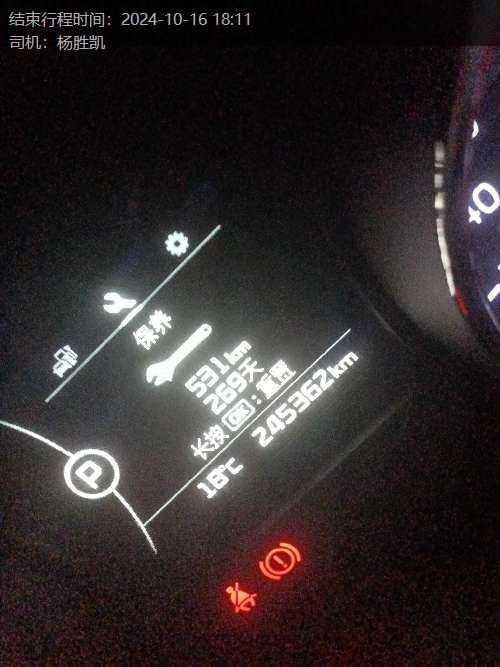 结束行程时间：2024-10-16 18:11
司机：杨胜凯
保养
531km
269天
长按OK：重置
18℃ 245362km
P